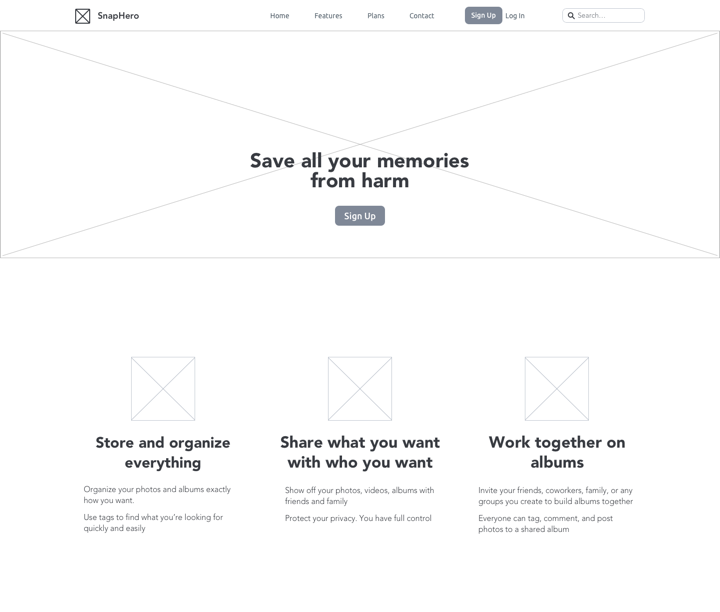 SnapHero
Home
Features
Plans
Contact
Sign Up
Log In
Search...
Save all your memories
from harm
Sign Up
Store and organize
everything
Organize your photos and albums exactly
how you want.
Use tags to find what you're looking for
quickly and easily
Share what you want
with who you want
Show off your photos, videos, albums with
friends and family
Protect your privacy. You have full control
Work together on
albums
Invite your friends, coworkers, family, or any
groups you create to build albums together
Everyone can tag, comment, and post
photos to a shared album